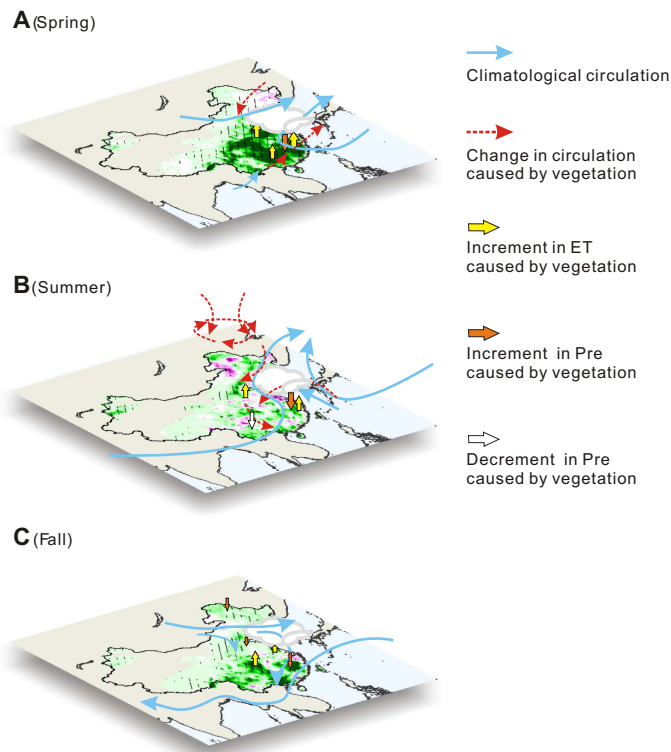 A (Spring)
Climatological circulation
Change in circulation
caused by vegetation
Increment in ET
caused by vegetation
B (Summer)
Increment in Pre
caused by vegetation
Decrement in Pre
caused by vegetation
C (Fall)